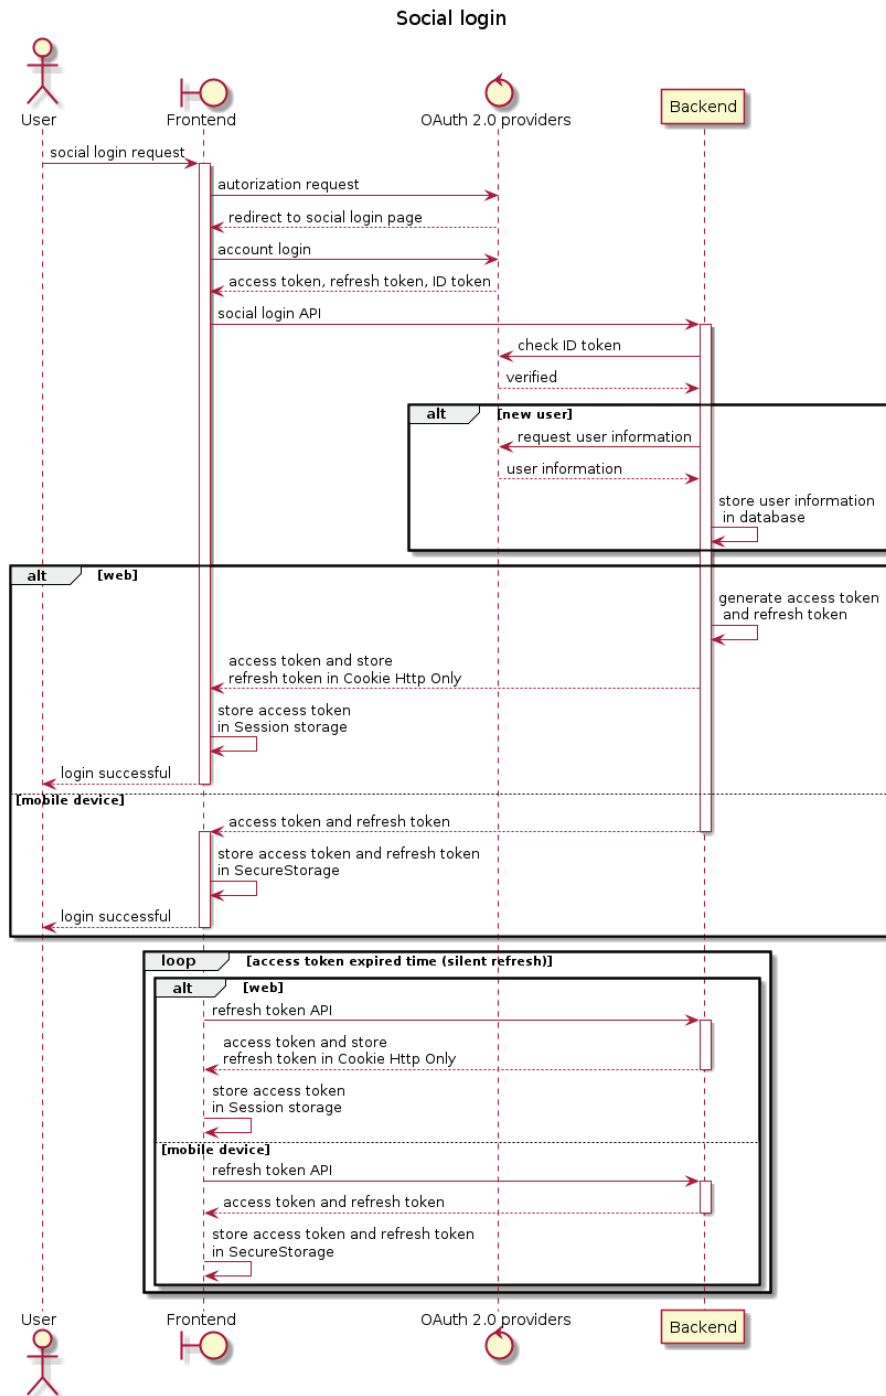 Social login
User
Frontend
OAuth 2.0 providers
Backend
social login request
autorization request
redirect to social login page
account login
access token, refresh token, ID token
social login API
check ID token
verified
alt [new user]
request user information
user information
store user information
in database
alt [web]
generate access token
and refresh token
access token and store
refresh token in Cookie Http Only
store access token
in Session storage
login successful
[mobile device]
access token and refresh token
store access token and refresh token
in SecureStorage
login successful
loop [access token expired time (silent refresh)]
alt [web]
refresh token API
access token and store
refresh token in Cookie Http Only
store access token
in Session storage
[mobile device]
refresh token API
access token and refresh token
store access token and refresh token
in SecureStorage
User
Frontend
OAuth 2.0 providers
Backend